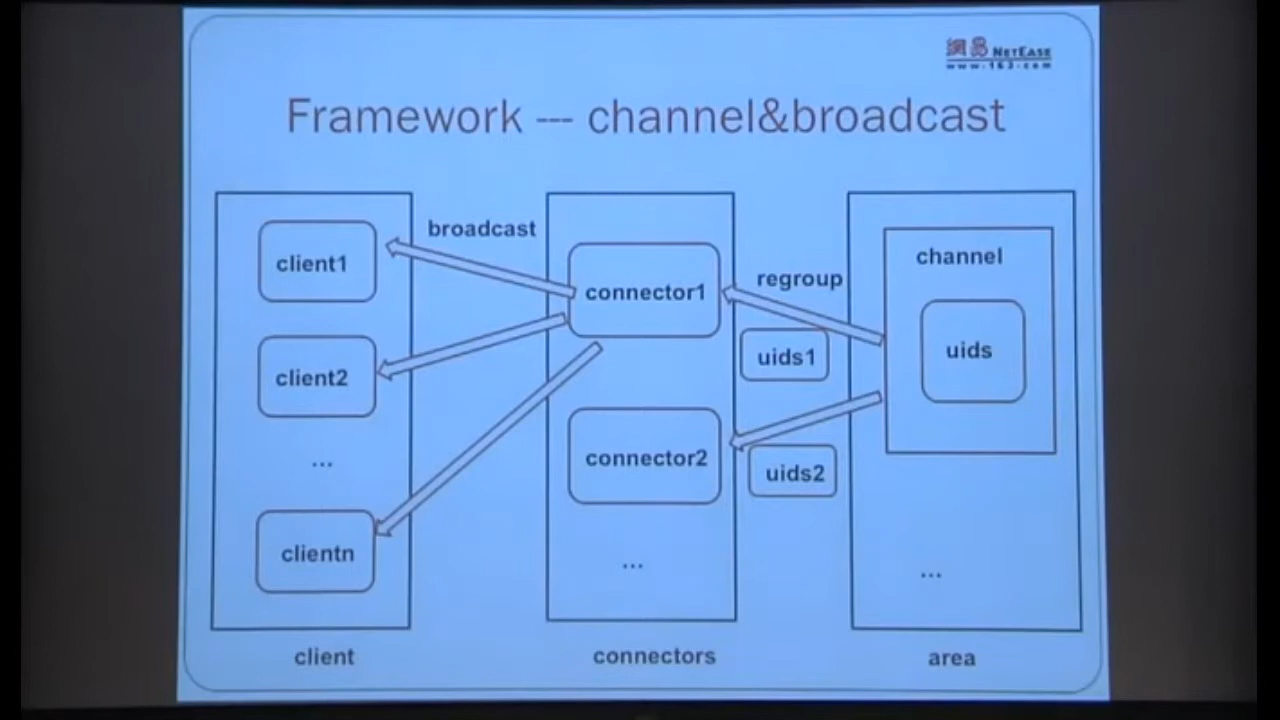 網易 NETEASE
www.163.com
Framework --- channel&broadcast
broadcast
client1
client2
...
clientn
client
connector1
connector2
...
connectors
regroup
uids1
uids2
channel
uids
...
area